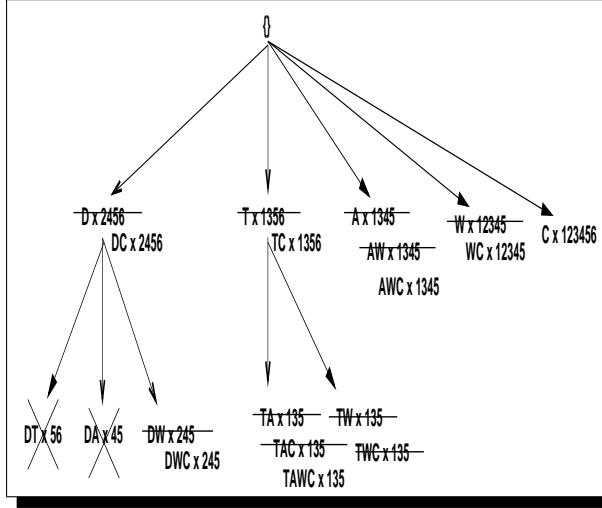 {}
D x 2456
DC x 2456
T x 1356
TC x 1356
A x 1345
AW x 1345
AWC x 1345
W x 12345
WC x 12345
C x 123456
DT x 56
DA x 45
DW x 245
DWC x 245
TA x 135
TAC x 135
TAWC x 135
TW x 135
TWC x 135